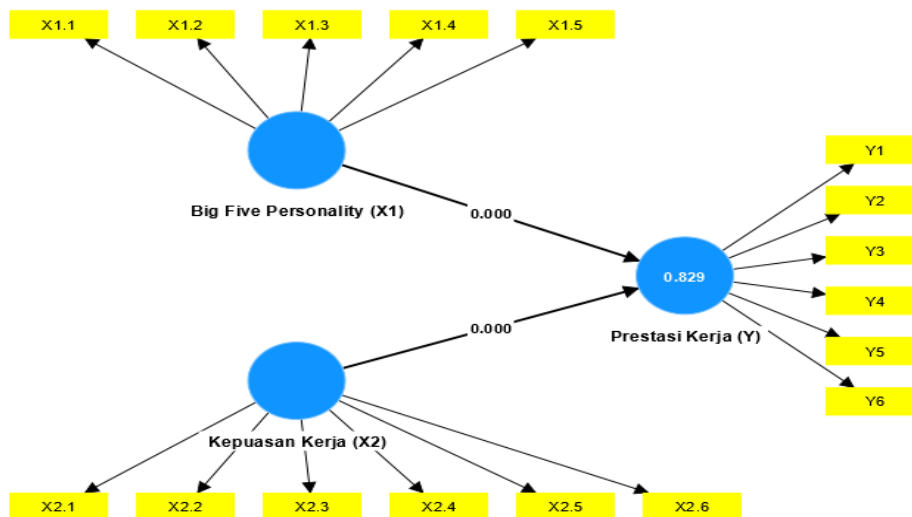 X1.1
X1.2
X1.3
X1.4
X1.5
Big Five Personality (X1)
0.000
Y1
Y2
Y3
Y4
Y5
Y6
0.829
Prestasi Kerja (Y)
0.000
Kepuasan Kerja (X2)
X2.1
X2.2
X2.3
X2.4
X2.5
X2.6